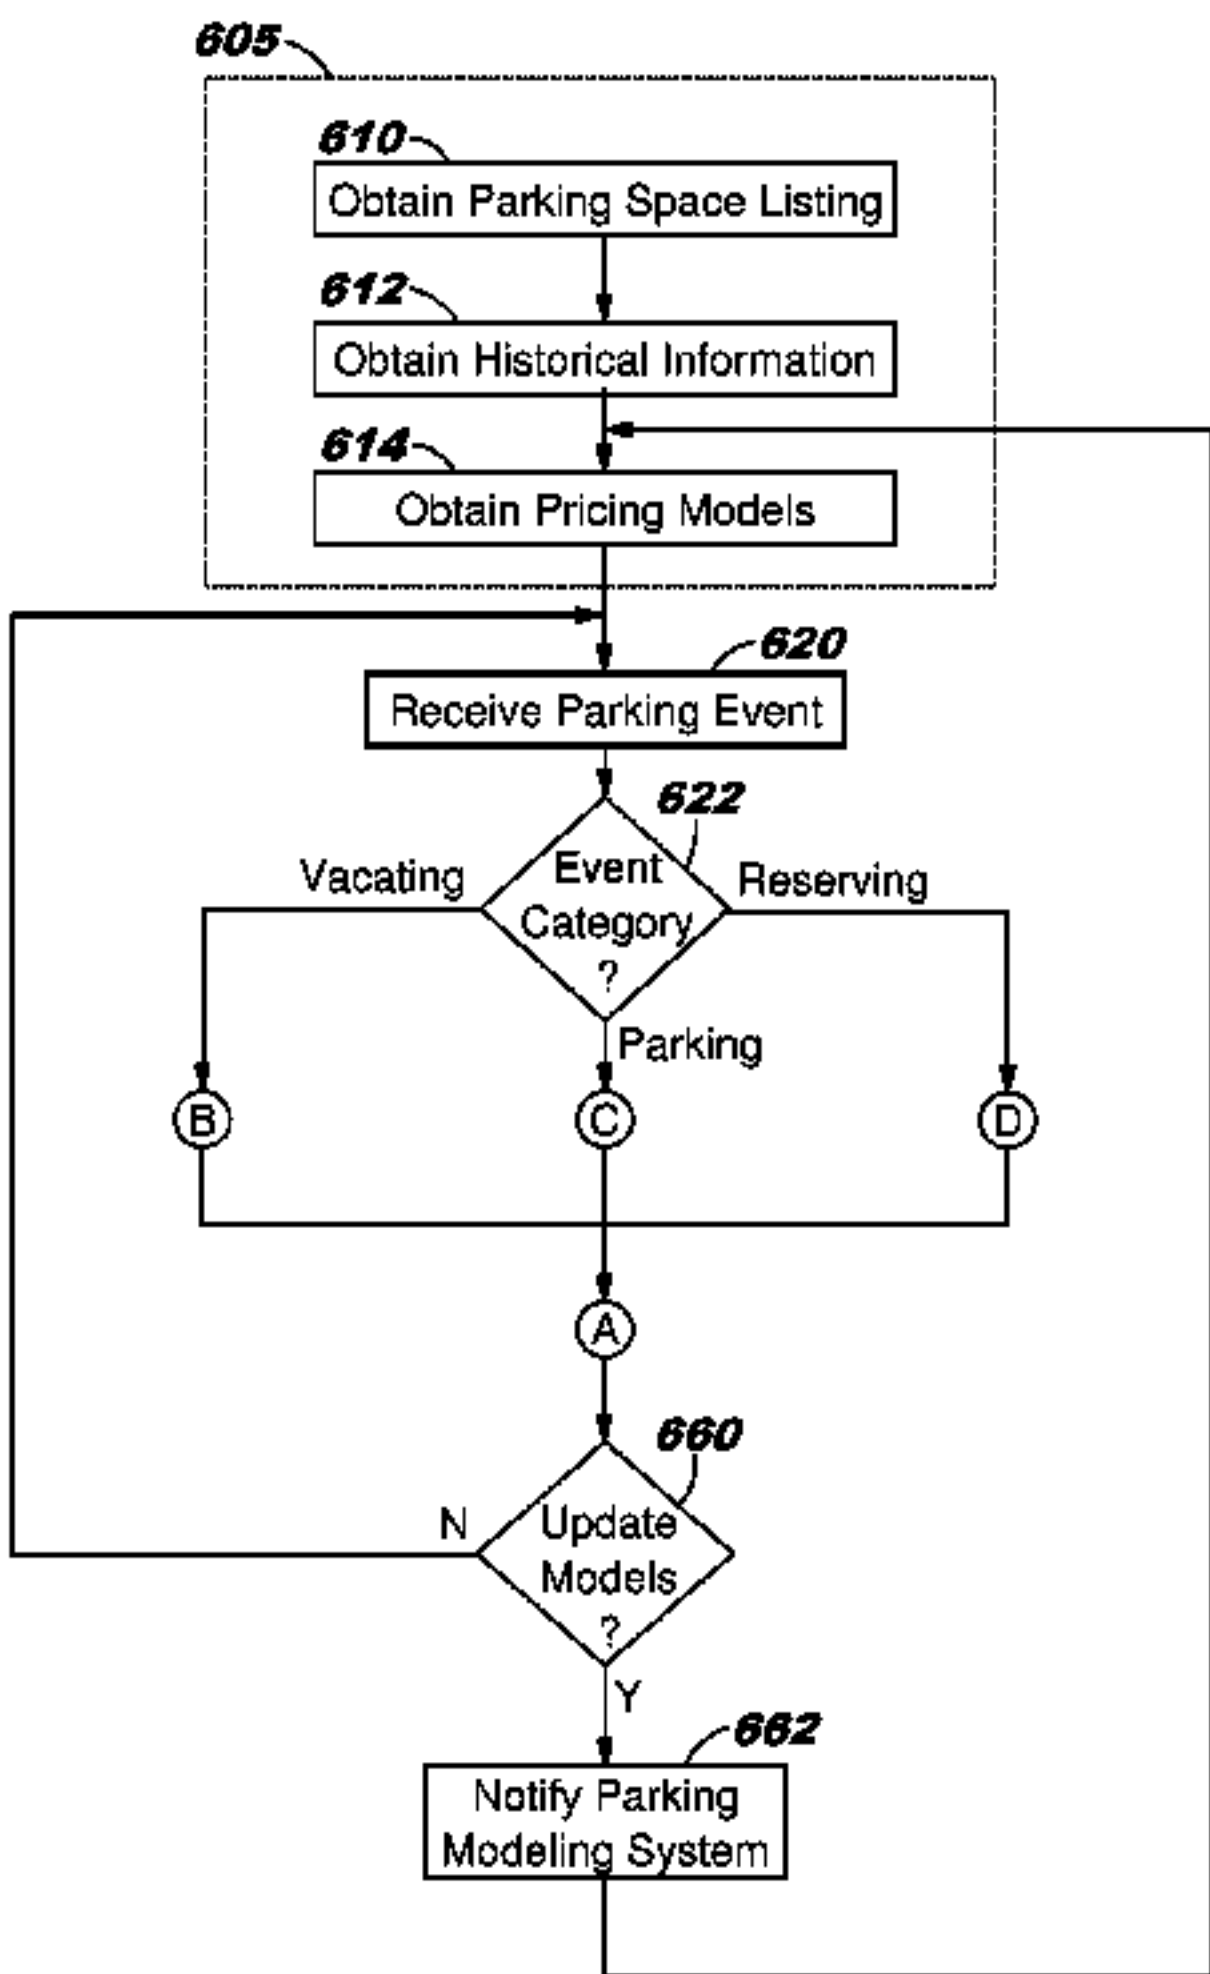 605
610
Obtain Parking Space Listing
612
Obtain Historical Information
614
Obtain Pricing Models
620
Receive Parking Event
622
Vacating
Event
Reserving
Category
?
Parking
B
C
D
A
660
N
Update
Models
?
Y
662
Notify Parking
Modeling System